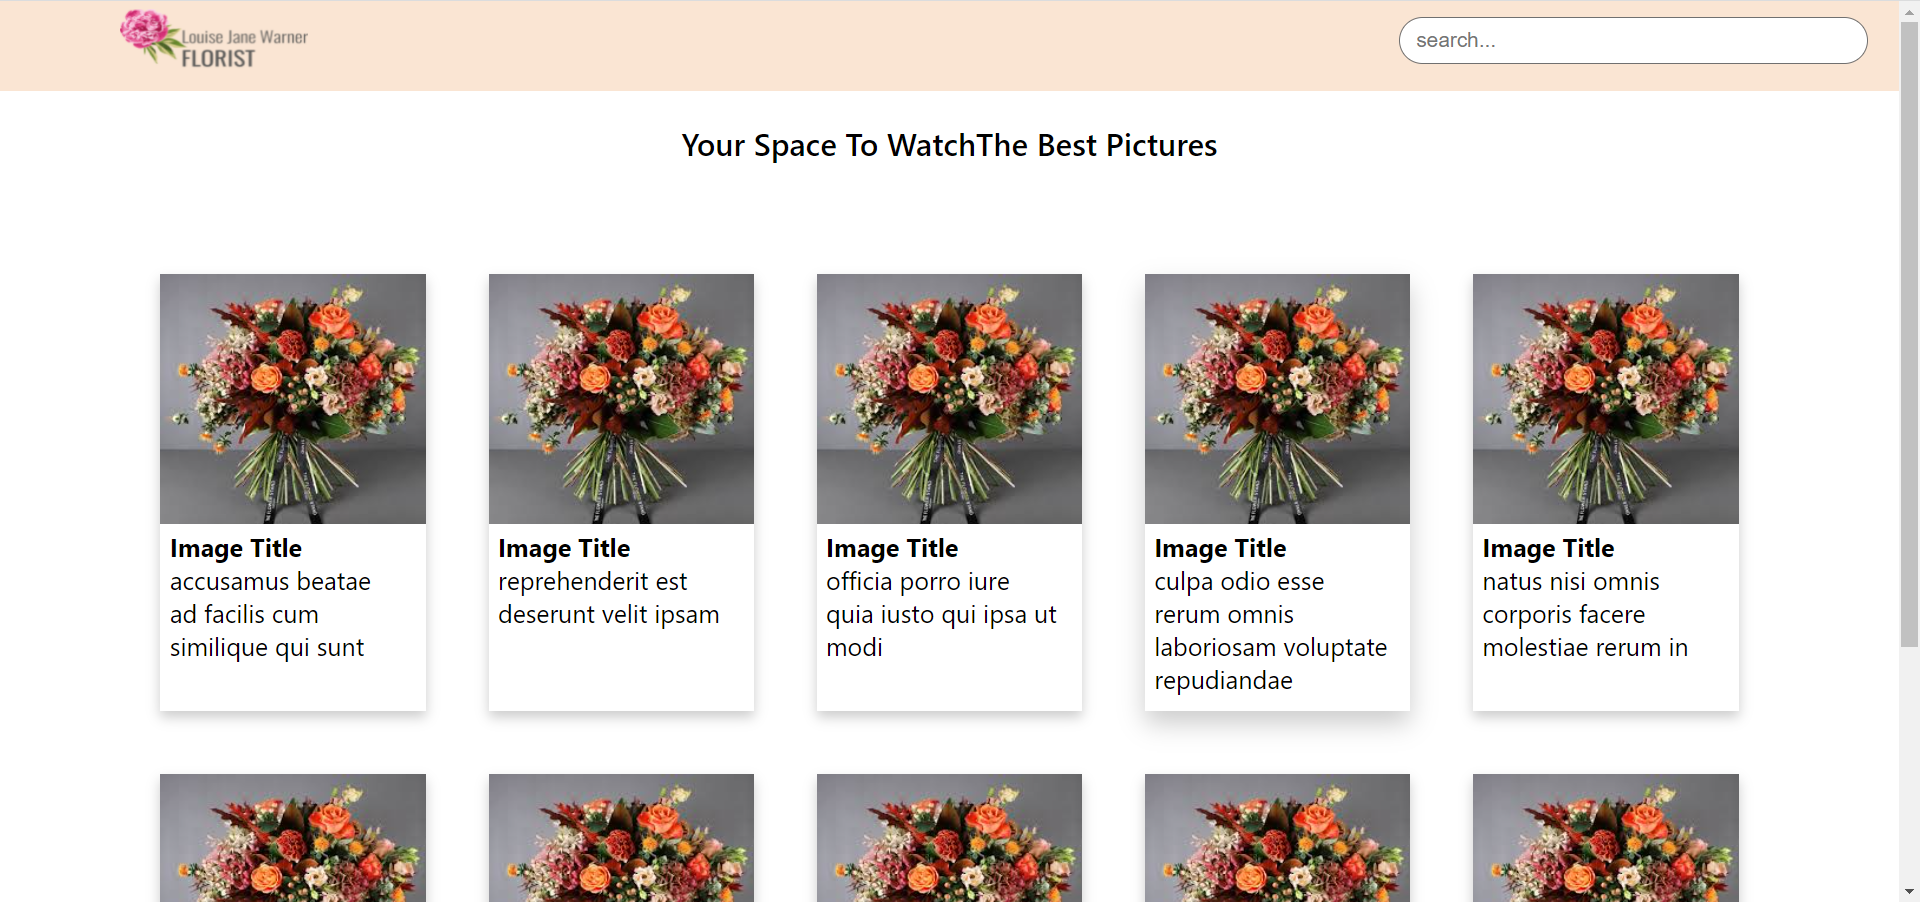 Louise Jane Warner
FLORIST
search...
Your Space To WatchThe Best Pictures
Image Title
accusamus beatae
ad facilis cum
similique qui sunt
Image Title
reprehenderit est
deserunt velit ipsam
Image Title
officia porro iure
quia iusto qui ipsa ut
modi
Image Title
culpa odio esse
rerum omnis
laboriosam voluptate
repudiandae
Image Title
natus nisi omnis
corporis facere
molestiae rerum in